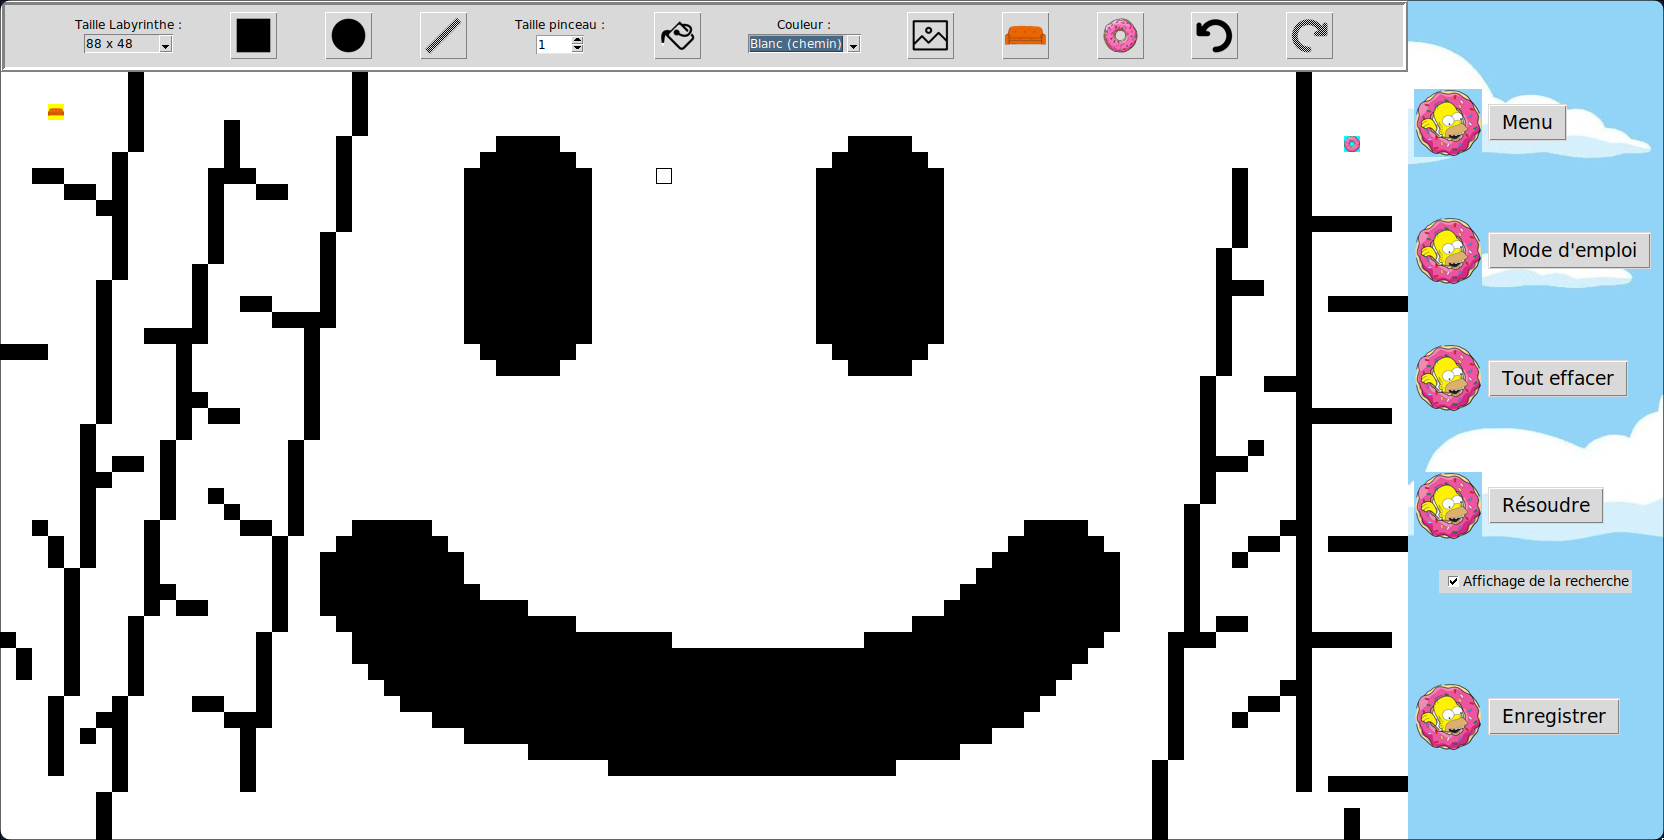 Taille Labyrinthe :
88 x 48
Taille pinceau :
1
Couleur :
Blanc (chemin)
Menu
Mode d'emploi
Tout effacer
Résoudre
Affichage de la recherche
Enregistrer